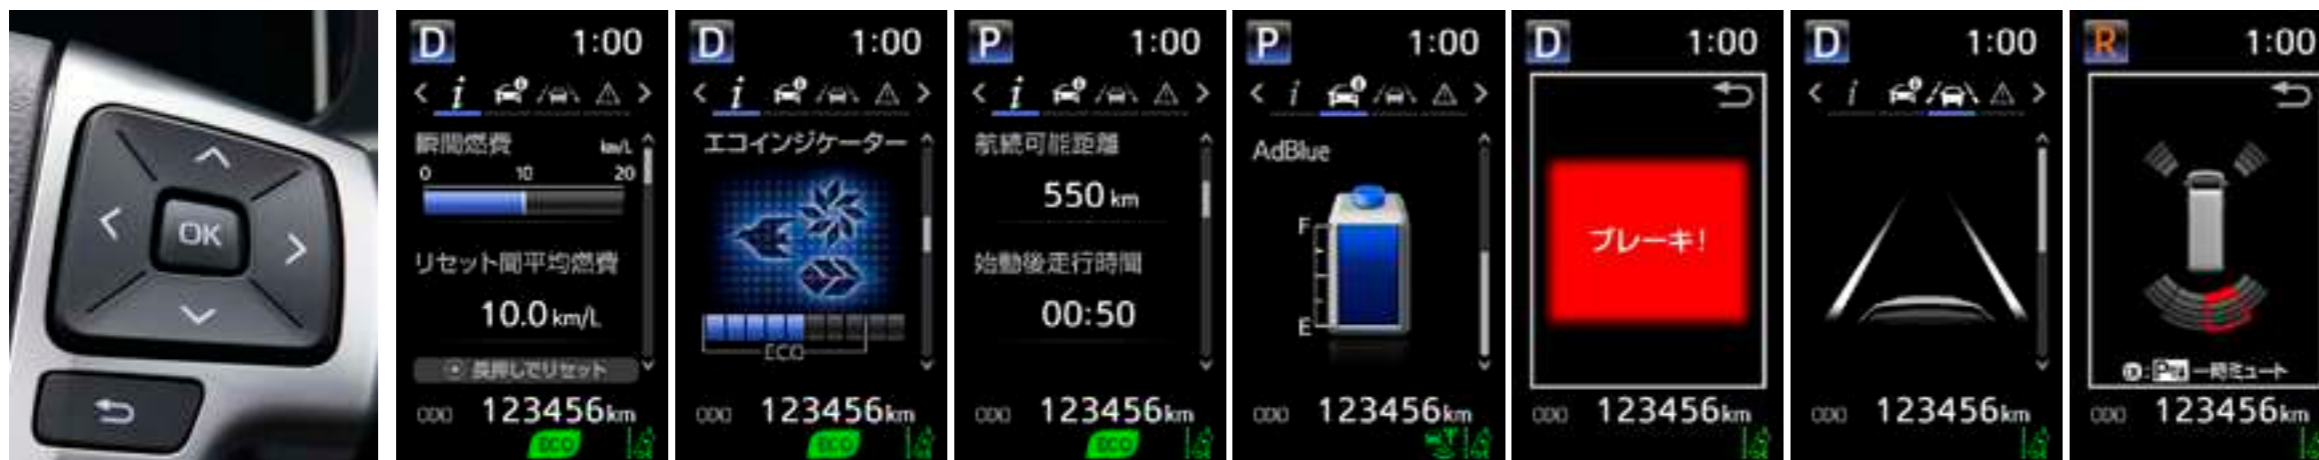 OK
D 1:00
i
瞬間燃費 km/L
0 10 20
リセット間平均燃費
10.0 km/L
長押しでリセット
ODO 123456km
ECO
D 1:00
i
エコインジケーター
ECO
ODO 123456km
ECO
P 1:00
i
航続可能距離
550 km
始動後走行時間
00:50
ODO 123456km
ECO
P 1:00
i
AdBlue
F
E
ODO 123456km
D 1:00
ブレーキ!
ODO 123456km
D 1:00
i
ODO 123456km
R 1:00
一時ミュート
ODO 123456km